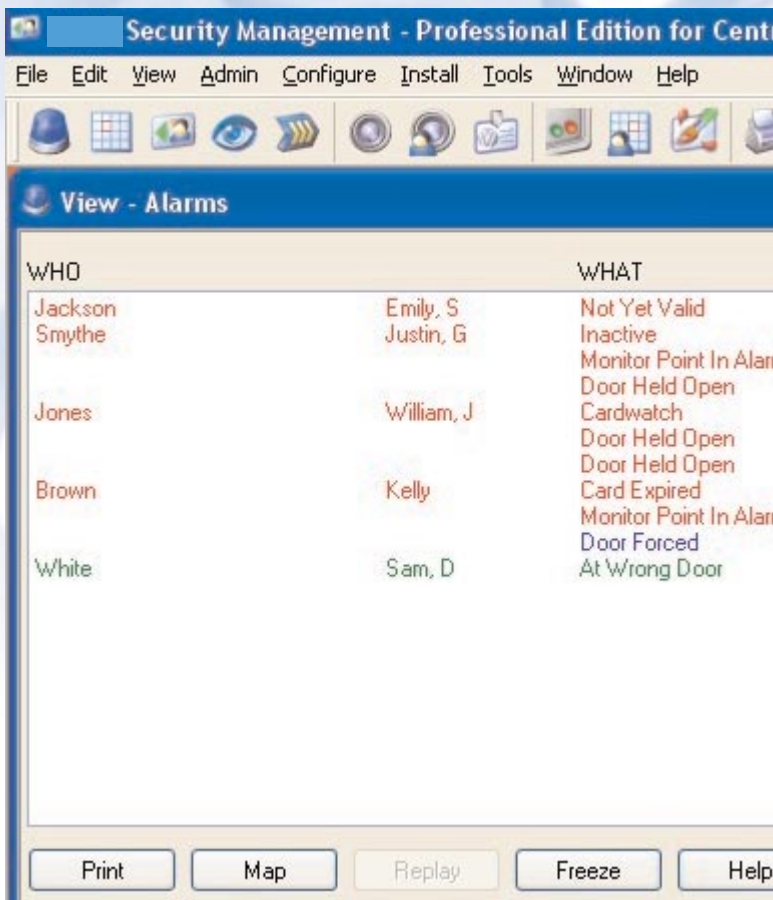 Security Management - Professional Edition for Centr
File Edit View Admin Configure Install Tools Window Help
View - Alarms
WHO WHAT
Jackson Emily, S Not Yet Valid
Smythe Justin, G Inactive
Monitor Point In Alar
Door Held Open
Jones William, J Cardwatch
Door Held Open
Door Held Open
Brown Kelly Card Expired
Monitor Point In Alar
Door Forced
White Sam, D At Wrong Door
Print Map Replay Freeze Help